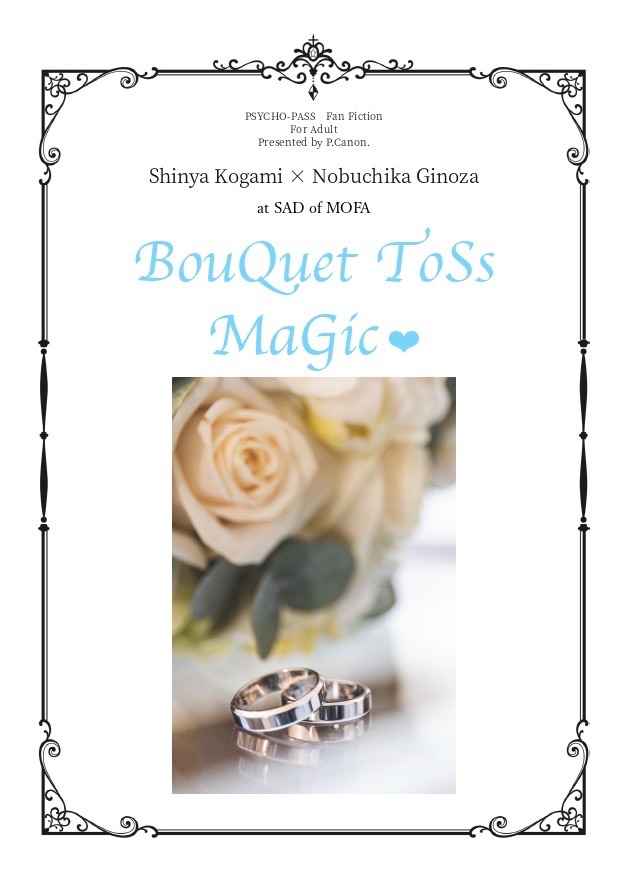 PSYCHO-PASS　Fan Fiction
For Adult
Presented by P.Canon.
Shinya Kogami × Nobuchika Ginoza
at SAD of MOFA
BouQuet ToSs
MaGic❤